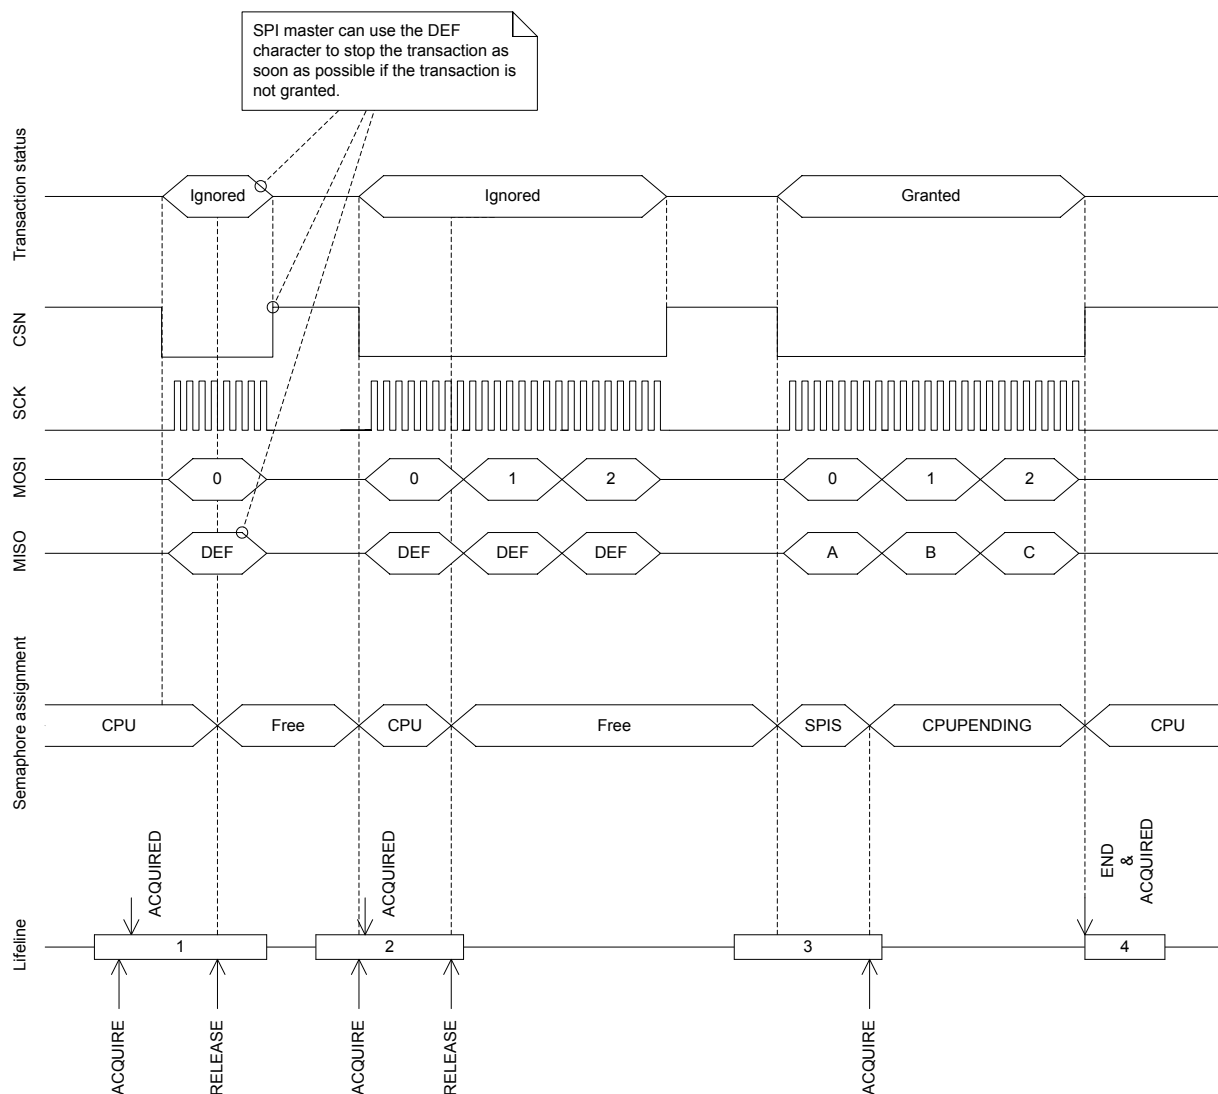 SPI master can use the DEF
character to stop the transaction as
soon as possible if the transaction is
not granted.
Transaction status
Ignored
Ignored
Granted
CSN
SCK
MOSI
0
0
1
2
0
1
2
MISO
DEF
DEF
DEF
DEF
A
B
C
Semaphore assignment
CPU
Free
CPU
Free
SPIS
CPUPENDING
CPU
ACQUIRED
ACQUIRED
END
&
ACQUIRED
Lifeline
1
2
3
4
ACQUIRE
RELEASE
ACQUIRE
RELEASE
ACQUIRE